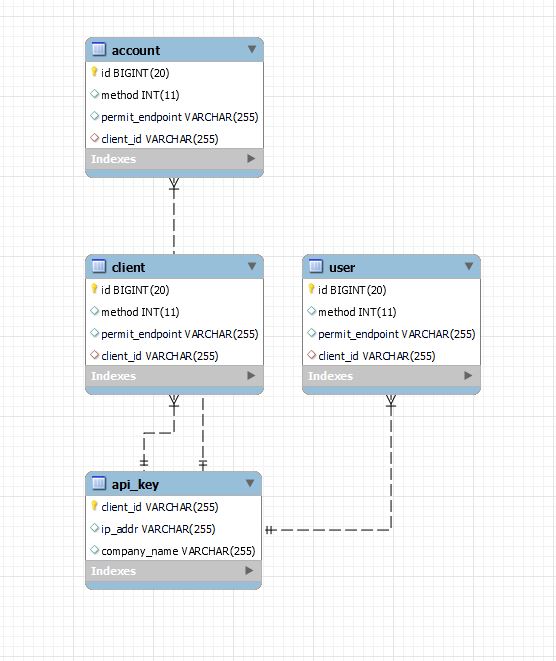 account
id BIGINT(20)
method INT(11)
permit_endpoint VARCHAR(255)
client_id VARCHAR(255)
Indexes
client
id BIGINT(20)
method INT(11)
permit_endpoint VARCHAR(255)
client_id VARCHAR(255)
Indexes
user
id BIGINT(20)
method INT(11)
permit_endpoint VARCHAR(255)
client_id VARCHAR(255)
Indexes
api_key
client_id VARCHAR(255)
ip_addr VARCHAR(255)
company_name VARCHAR(255)
Indexes